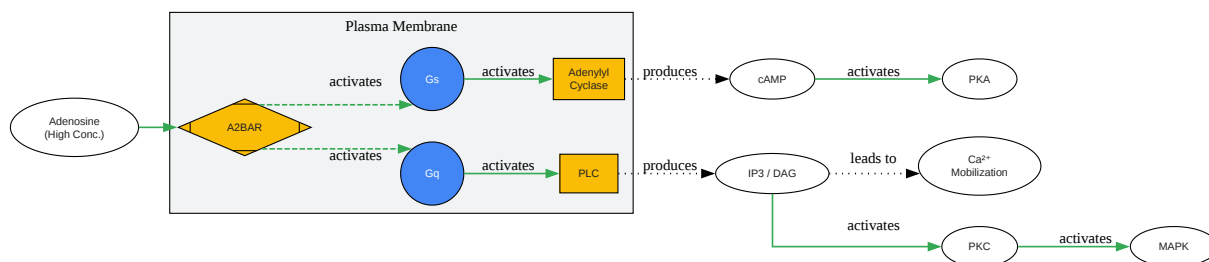 Plasma Membrane
activates
Gs
activates
Adenylyl
Cyclase
produces
cAMP
activates
PKA
Adenosine
(High Conc.)
A2BAR
activates
Gq
activates
PLC
produces
IP3 / DAG
leads to
Ca²⁺
Mobilization
activates
PKC
activates
MAPK